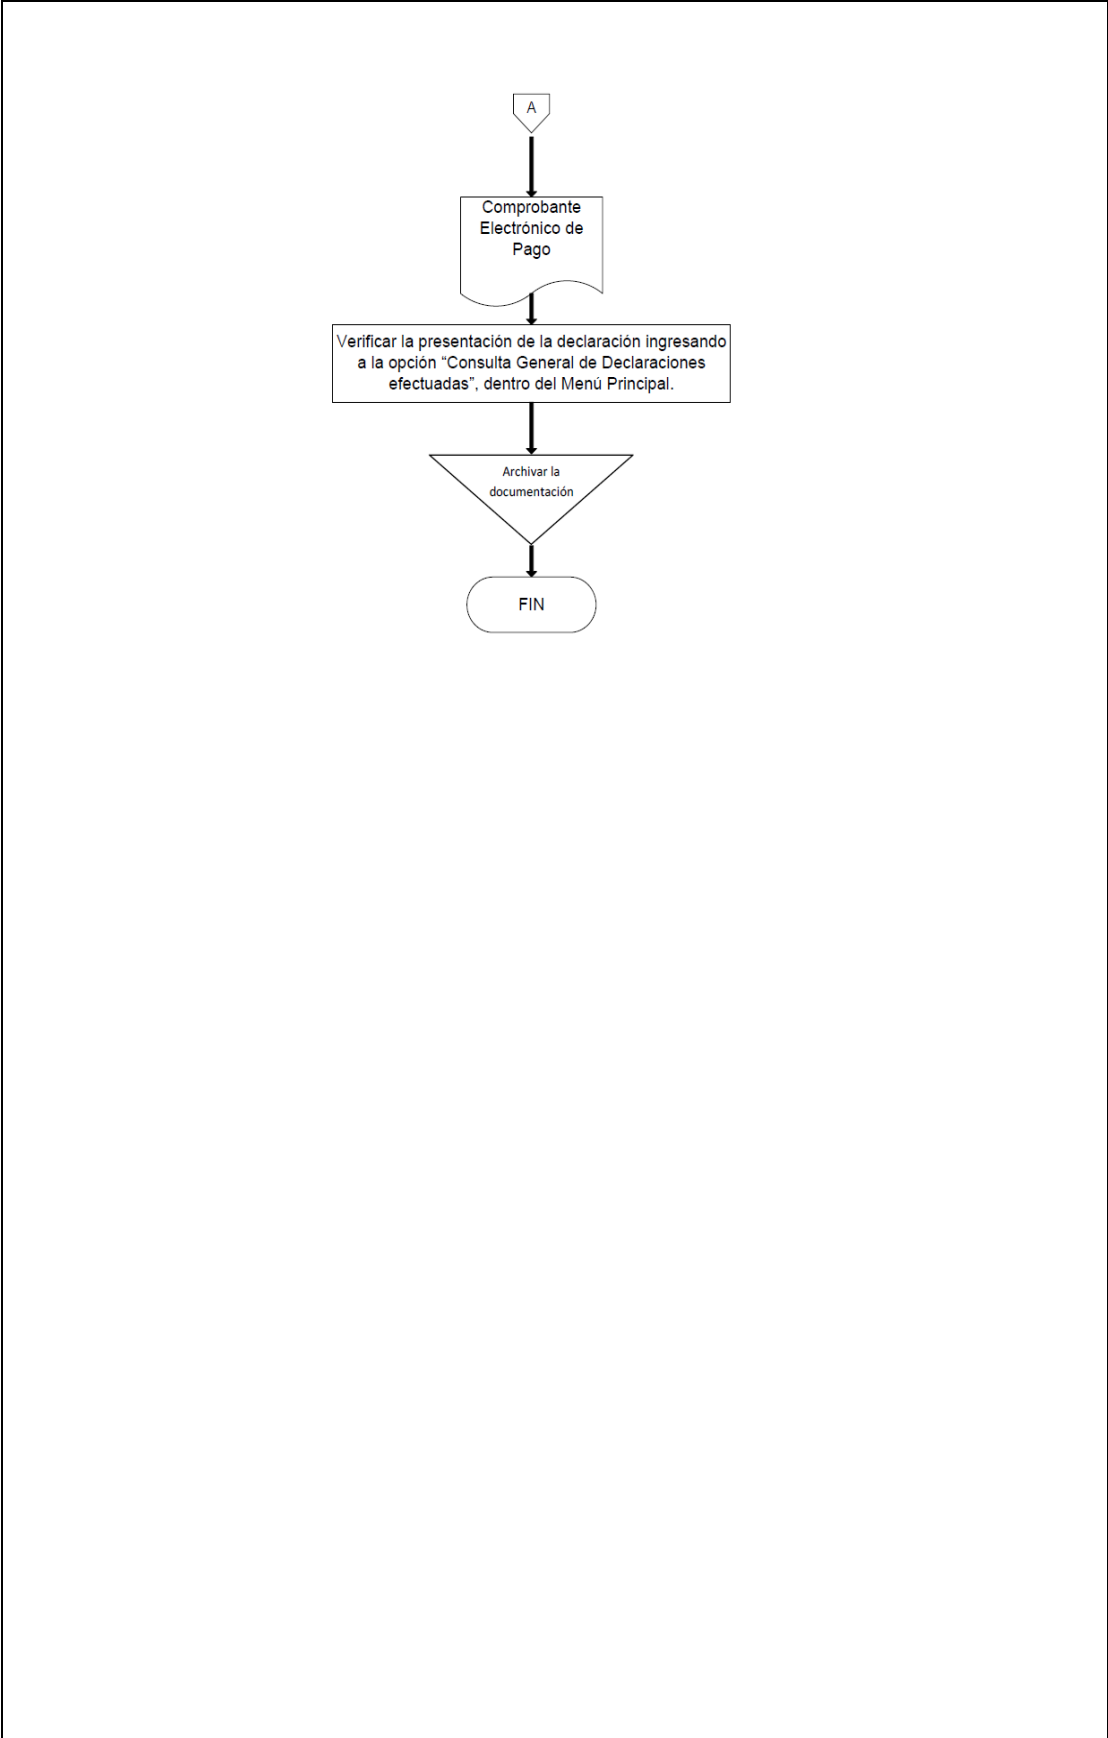 A
Comprobante
Electrónico de
Pago
Verificar la presentación de la declaración ingresando
a la opción “Consulta General de Declaraciones
efectuadas”, dentro del Menú Principal.
Archivar la
documentación
FIN